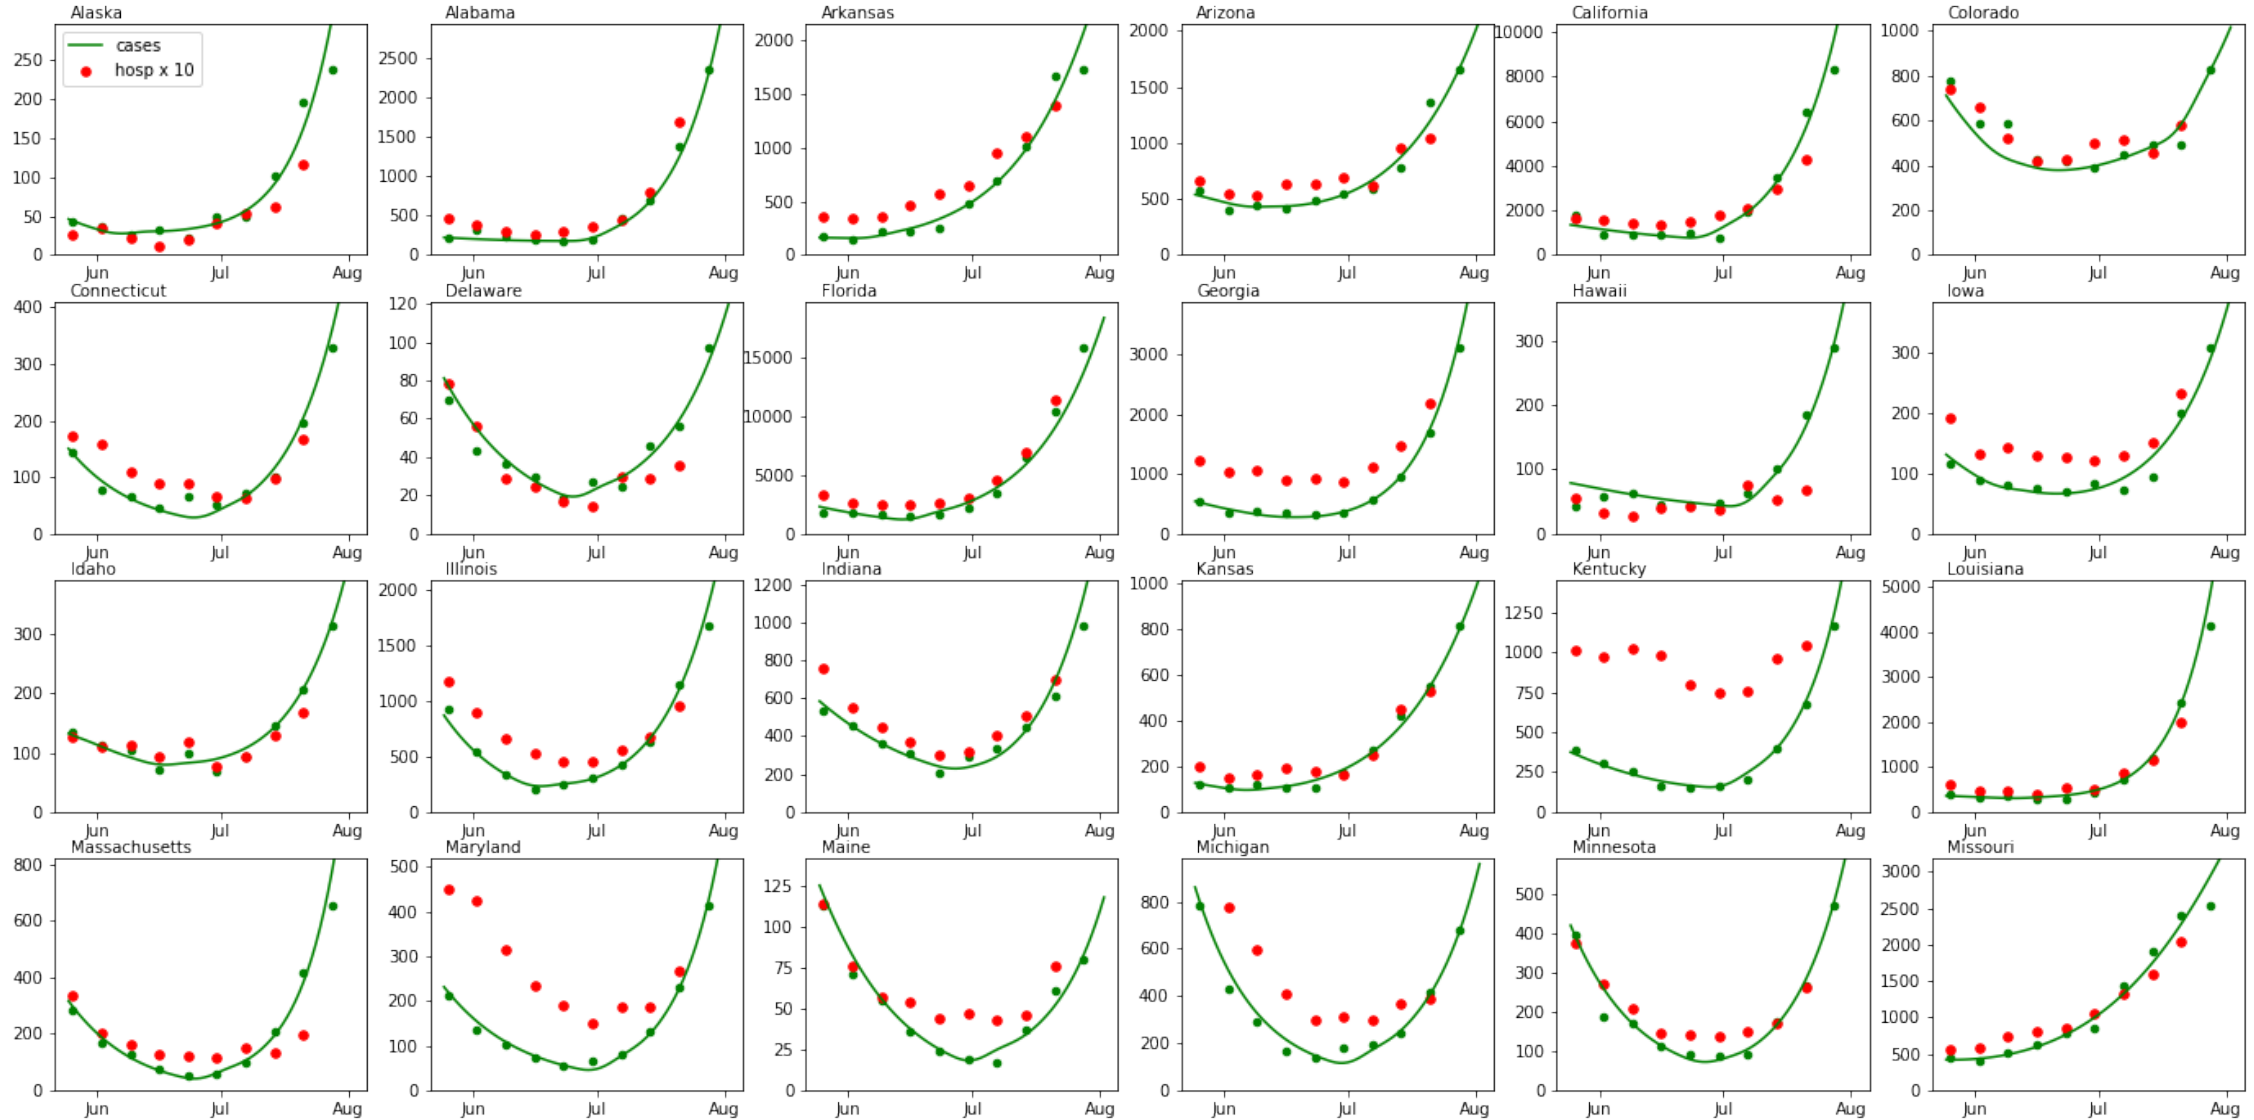 Alaska
cases
hosp x 10
250
200
150
100
50
0
Jun Jul Aug
Alabama
2500
2000
1500
1000
500
0
Jun Jul Aug
Arkansas
2000
1500
1000
500
0
Jun Jul Aug
Arizona
2000
1500
1000
500
0
Jun Jul Aug
California
10000
8000
6000
4000
2000
0
Jun Jul Aug
Colorado
1000
800
600
400
200
0
Jun Jul Aug
Connecticut
400
300
200
100
0
Jun Jul Aug
Delaware
120
100
80
60
40
20
0
Jun Jul Aug
Florida
15000
10000
5000
0
Jun Jul Aug
Georgia
3000
2000
1000
0
Jun Jul Aug
Hawaii
300
200
100
0
Jun Jul Aug
Iowa
300
200
100
0
Jun Jul Aug
Idaho
300
200
100
0
Jun Jul Aug
Illinois
2000
1500
1000
500
0
Jun Jul Aug
Indiana
1200
1000
800
600
400
200
0
Jun Jul Aug
Kansas
1000
800
600
400
200
0
Jun Jul Aug
Kentucky
1250
1000
750
500
250
0
Jun Jul Aug
Louisiana
5000
4000
3000
2000
1000
0
Jun Jul Aug
Massachusetts
800
600
400
200
0
Jun Jul Aug
Maryland
500
400
300
200
100
0
Jun Jul Aug
Maine
125
100
75
50
25
0
Jun Jul Aug
Michigan
800
600
400
200
0
Jun Jul Aug
Minnesota
500
400
300
200
100
0
Jun Jul Aug
Missouri
3000
2500
2000
1500
1000
500
0
Jun Jul Aug